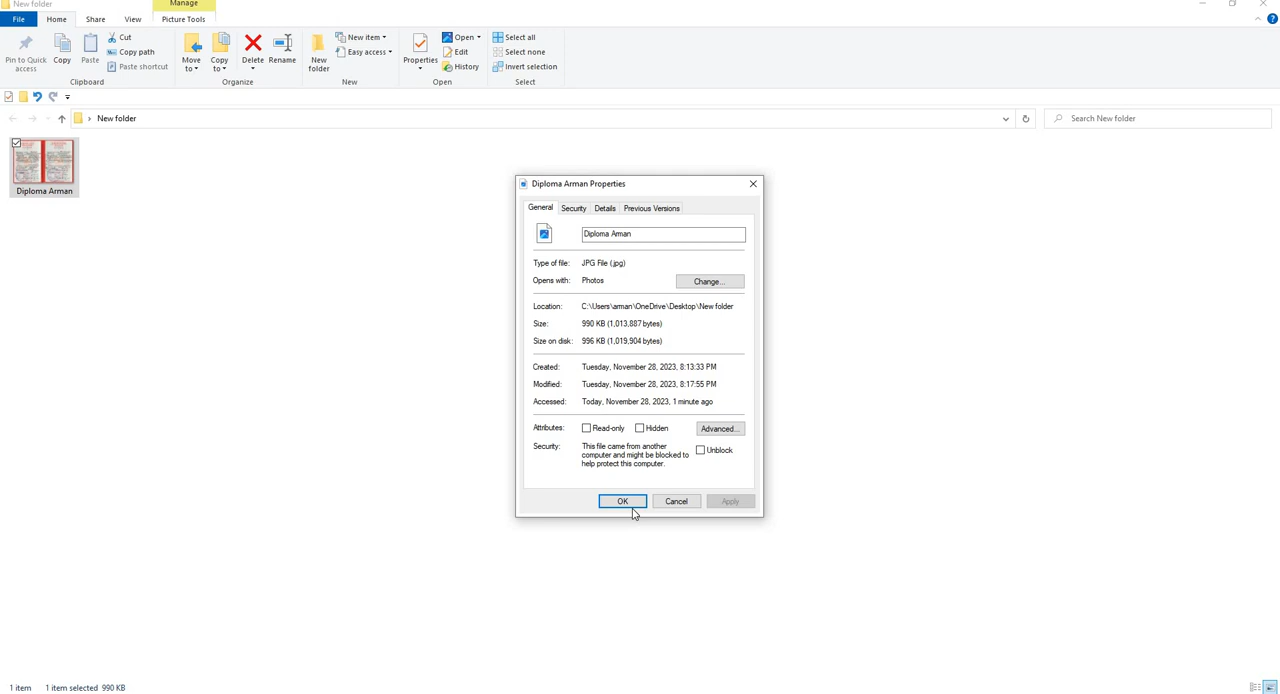 New folder
Manage
File
Home
Share
View
Picture Tools
Pin to Quick access
Copy
Paste
Cut
Copy path
Paste shortcut
Clipboard
Move to
Copy to
Delete
Rename
Organize
New folder
New item
Easy access
New
Properties
Open
Edit
History
Open
Select all
Select none
Invert selection
Select
New folder
Search New folder
Diploma Arman
Diploma Arman Properties
General Security Details Previous Versions
Diploma Arman
Type of file: JPG File (.jpg)
Opens with: Photos Change...
Location: C:\Users\arman\OneDrive\Desktop\New folder
Size: 990 KB (1,013,887 bytes)
Size on disk: 996 KB (1,019,904 bytes)
Created: Tuesday, November 28, 2023, 8:13:33 PM
Modified: Tuesday, November 28, 2023, 8:17:55 PM
Accessed: Today, November 28, 2023, 1 minute ago
Attributes: Read-only Hidden Advanced...
Security: This file came from another
computer and might be blocked to
help protect this computer.
Unblock
OK Cancel Apply
1 item 1 item selected 990 KB